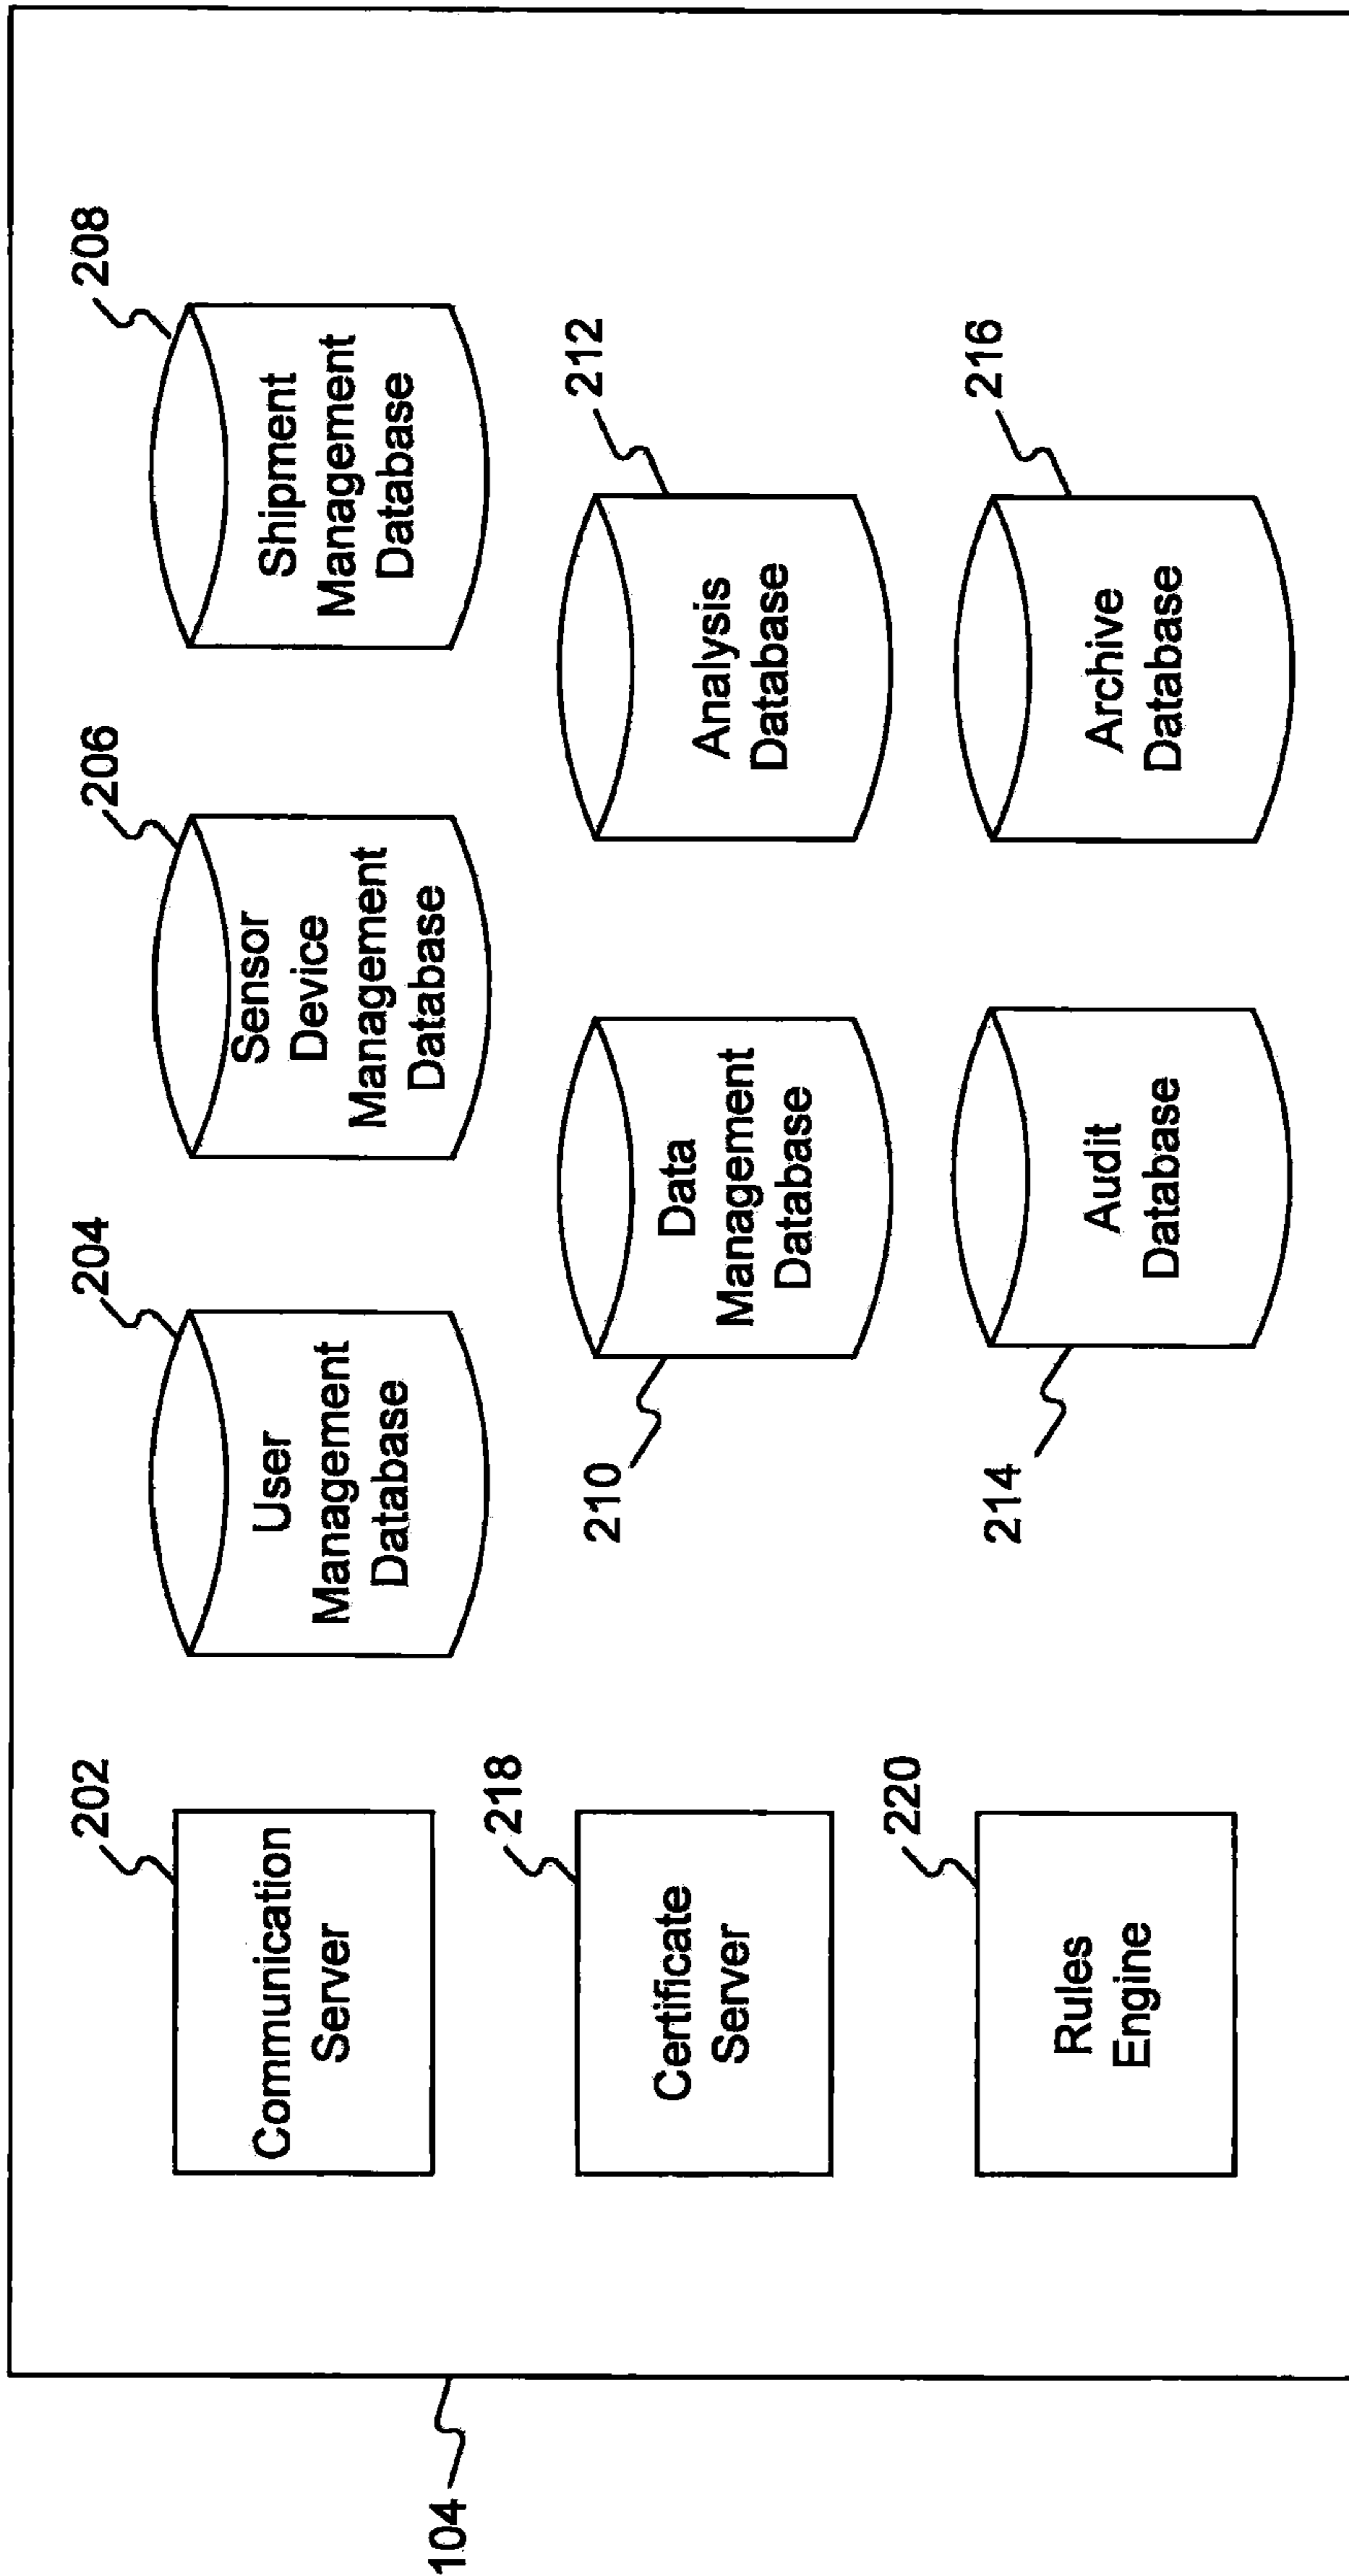 202
Communication
Server
204
User
Management
Database
206
Sensor
Device
Management
Database
208
Shipment
Management
Database
218
Certificate
Server
210
Data
Management
Database
212
Analysis
Database
220
Rules
Engine
214
Audit
Database
216
Archive
Database
104